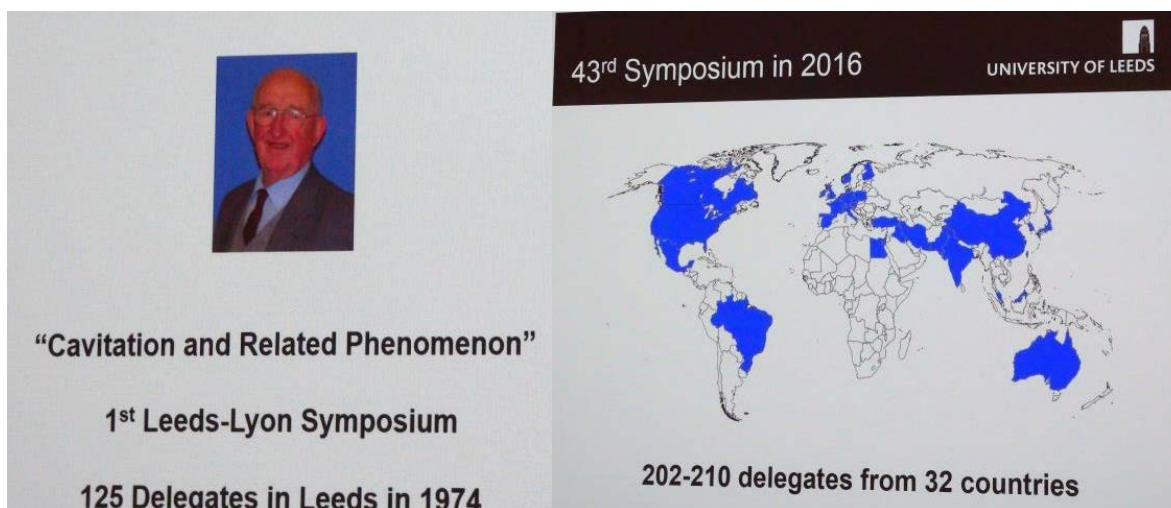 “Cavitation and Related Phenomenon”
1st Leeds-Lyon Symposium
125 Delegates in Leeds in 1974
43rd Symposium in 2016
UNIVERSITY OF LEEDS
202-210 delegates from 32 countries